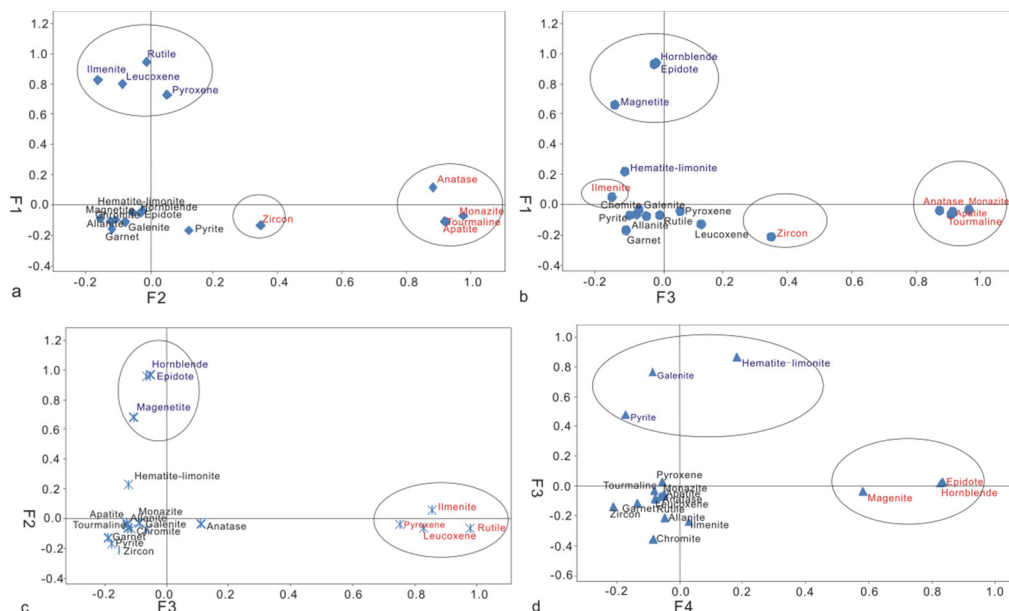 1.2
1.0
0.8
0.6
0.4
0.2
0.0
-0.2
-0.4
Rutile
Ilmenite
Leucoxene
Pyroxene
Anatase
Monazite
Tourmaline
Apatite
Zircon
Hematite-limonite
Magnetite
Hornblende
Chromite
Epidote
Allanite
Galenite
Garnet
Pyrite
F1
-0.2
0.0
0.2
0.4
0.6
0.8
1.0
a
F2
1.2
1.0
0.8
0.6
0.4
0.2
0.0
-0.2
-0.4
Hornblende
Epidote
Magnetite
Hematite-limonite
Ilmenite
Chomite
Galenite
Pyroxene
Pyrite
Rutile
Allanite
Leucoxene
Garnet
Zircon
Anatase
Monazite
Apatite
Tourmaline
F1
-0.2
0.0
0.2
0.4
0.6
0.8
1.0
b
F3
1.2
1.0
0.8
0.6
0.4
0.2
0.0
-0.2
-0.4
Hornblende
Epidote
Magenetite
Hematite-limonite
Ilmenite
Pyroxene
Rutile
Leucoxene
Apatite
Monazite
Allanite
Tourmaline
Galenite
Anatase
Chromite
Garnet
Pyrite
Zircon
F2
-0.2
0.0
0.2
0.4
0.6
0.8
1.0
c
F3
1.0
0.8
0.6
0.4
0.2
0.0
-0.2
-0.4
-0.6
Hematite-limonite
Galenite
Pyrite
Pyroxene
Tourmaline
Monazite
Apatite
Anatase
Leucoxene
Garnet
Rutile
Zircon
Allanite
Ilmenite
Chromite
Epidote
Magenite
Hornblende
F3
-0.2
0.0
0.2
0.4
0.6
0.8
1.0
d
F4